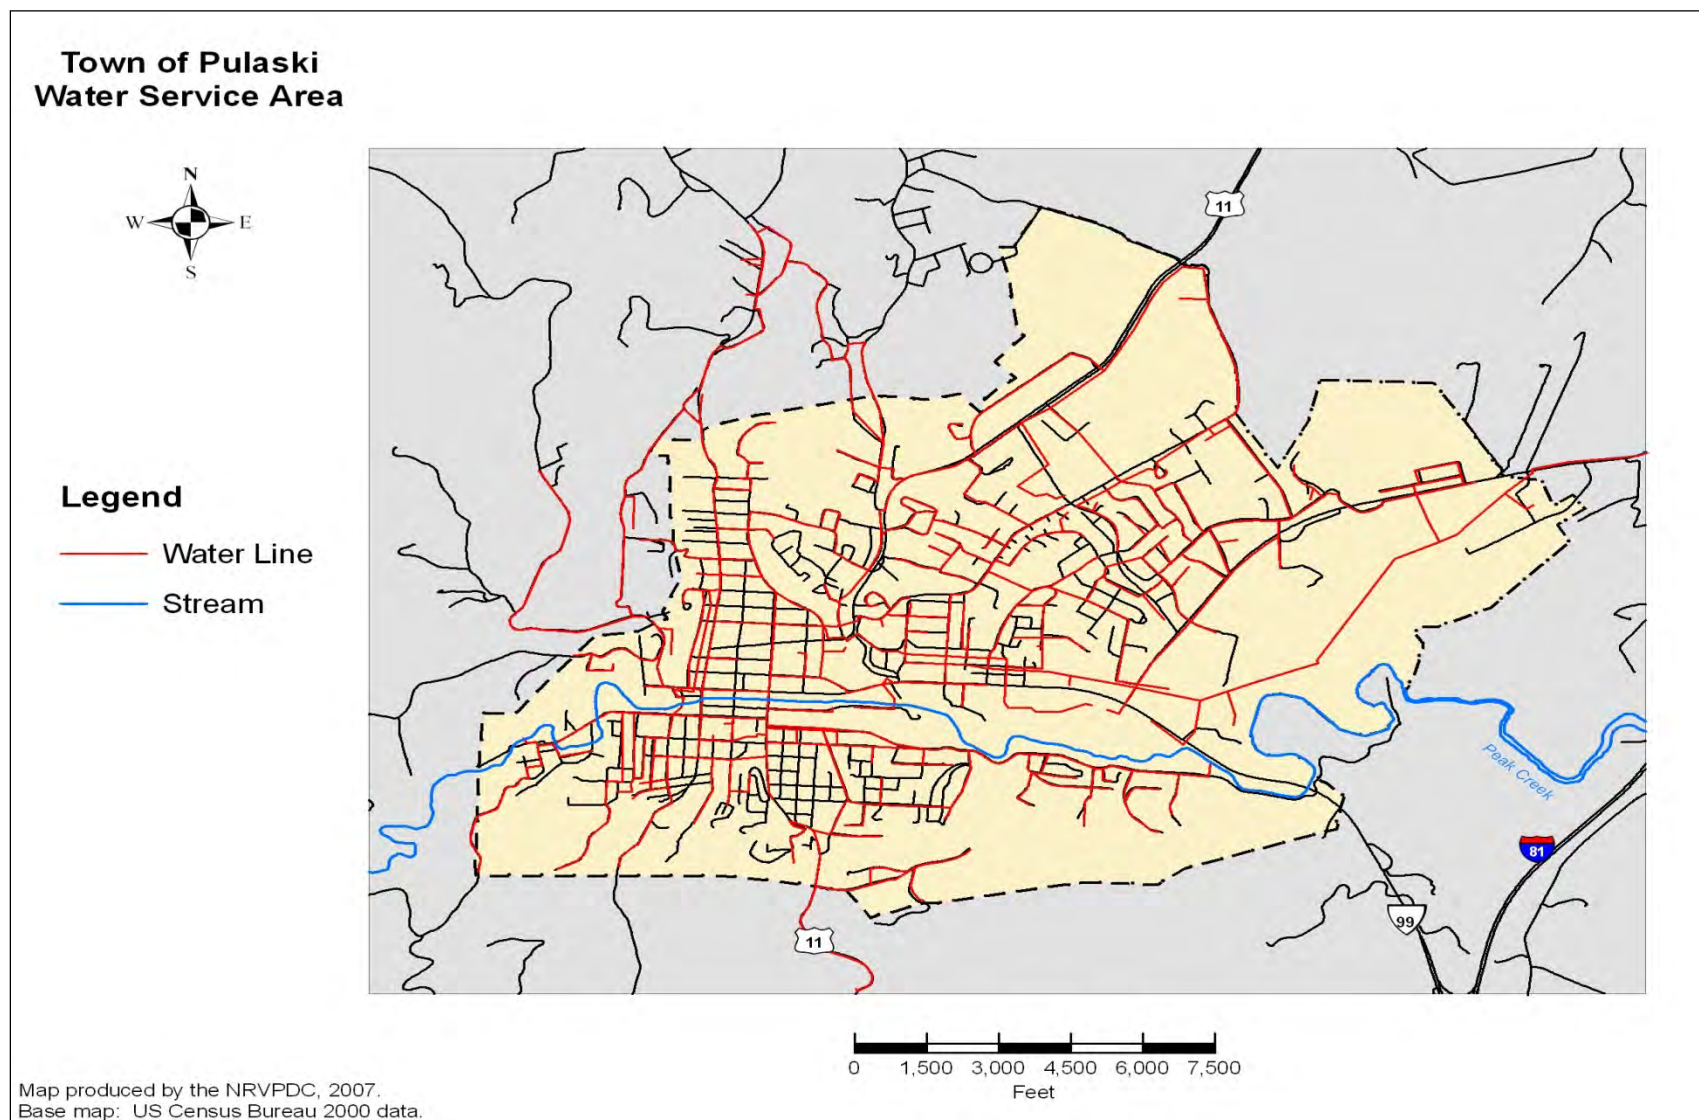 Town of Pulaski
Water Service Area
N
W E
S
11
Legend
Water Line
Stream
Peak Creek
81
99
11
0 1,500 3,000 4,500 6,000 7,500
Feet
Map produced by the NRVPDC, 2007.
Base map: US Census Bureau 2000 data.